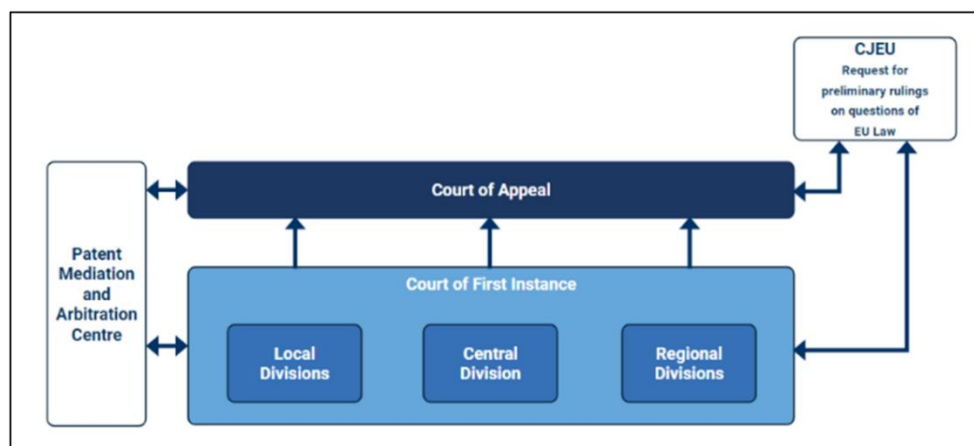 CJEU
Request for
preliminary rulings
on questions of
EU Law
Court of Appeal
Patent
Mediation
and
Arbitration
Centre
Court of First Instance
Local
Divisions
Central
Division
Regional
Divisions